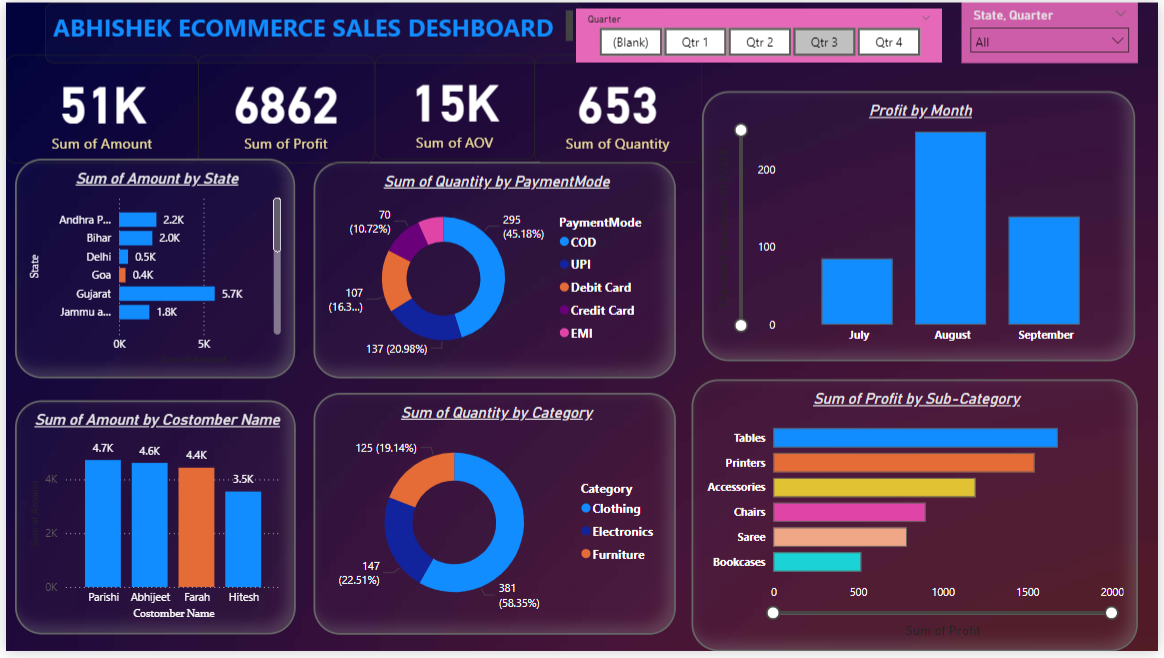 ABHISHEK ECOMMERCE SALES DESHBOARD
Quarter
(Blank)
Qtr 1
Qtr 2
Qtr 3
Qtr 4
State, Quarter
All
51K
Sum of Amount
6862
Sum of Profit
15K
Sum of AOV
653
Sum of Quantity
Sum of Amount by State
State
Andhra P...
2.2K
Bihar
2.0K
Delhi
0.5K
Goa
0.4K
Gujarat
5.7K
Jammu a...
1.8K
0K
5K
Sum of Quantity by PaymentMode
70
(10.72%)
295
(45.18%)
107
(16.3...)
137 (20.98%)
PaymentMode
COD
UPI
Debit Card
Credit Card
EMI
Profit by Month
200
100
0
July
August
September
Sum of Amount by Costomber Name
4.7K
4.6K
4.4K
3.5K
4K
2K
0K
Parishi
Abhijeet
Farah
Hitesh
Costomber Name
Sum of Quantity by Category
125 (19.14%)
147
(22.51%)
381
(58.35%)
Category
Clothing
Electronics
Furniture
Sum of Profit by Sub-Category
Tables
Printers
Accessories
Chairs
Saree
Bookcases
0
500
1000
1500
2000
Sum of Profit